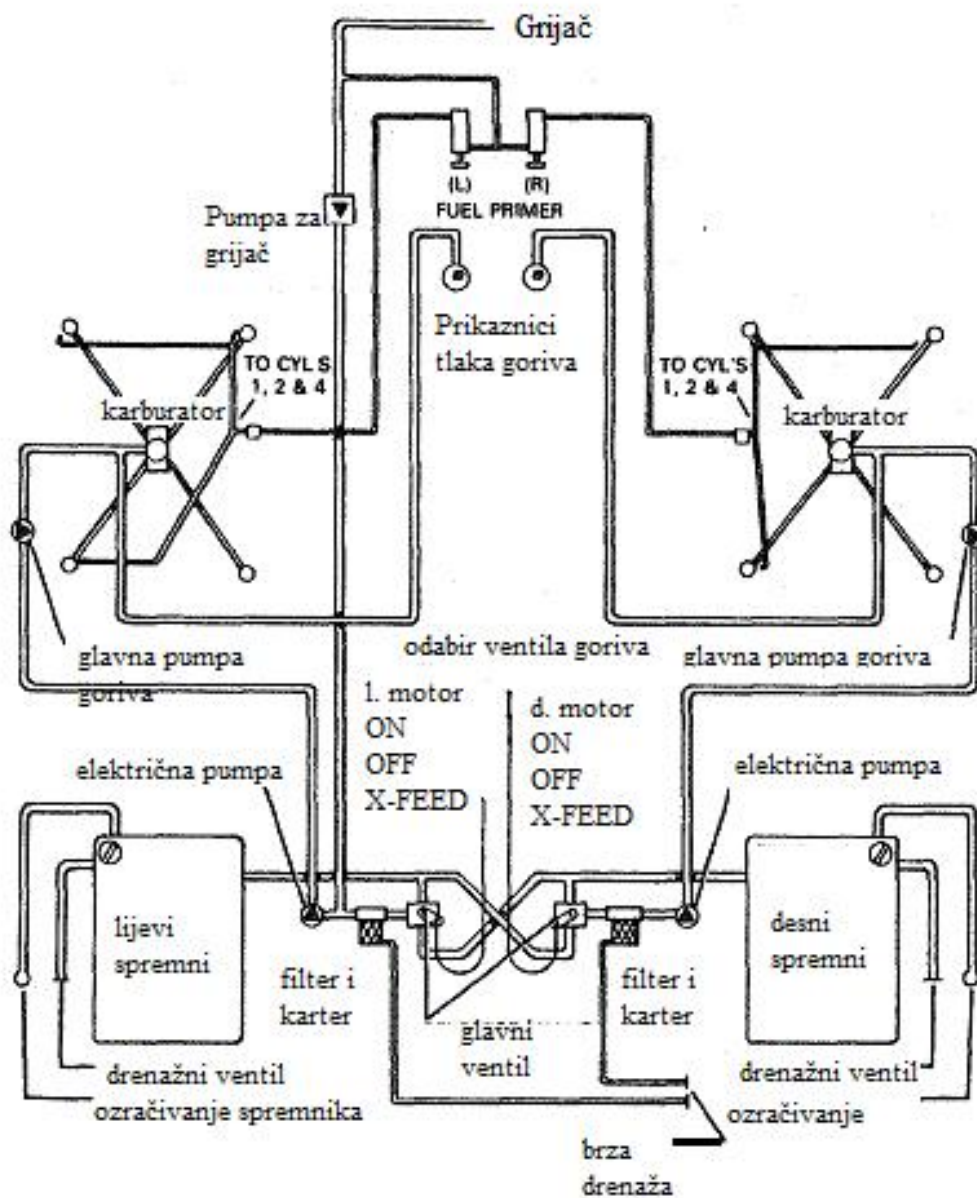 Grijač
(L) (R)
FUEL PRIMER
Pumpa za
grijač
Prikaznici
tlaka goriva
TO CYL S
1, 2 & 4
karburator
TO CYL'S
1, 2 & 4
karburator
odabir ventila goriva
glavna pumpa
goriva
glavna pumpa goriva
l. motor
ON
OFF
X-FEED
d. motor
ON
OFF
X-FEED
električna pumpa
električna pumpa
lijevi
spremni
desni
spremni
filter i
karter
glavni
ventil
filter i
karter
drenažni ventil
ozračivanje spremnika
drenažni ventil
ozračivanje
brza
drenaža